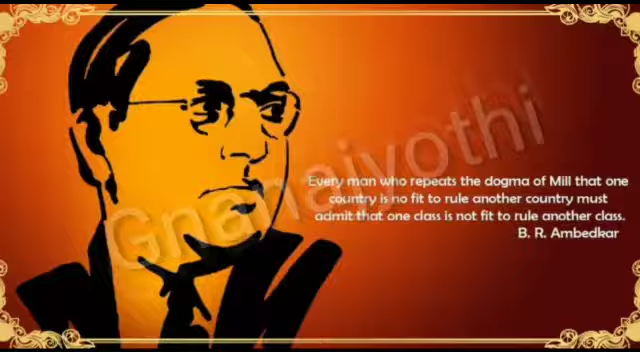 Gnanajyothi
Every man who repeats the dogma of Mill that one
country is no fit to rule another country must
admit that one class is not fit to rule another class.
B. R. Ambedkar